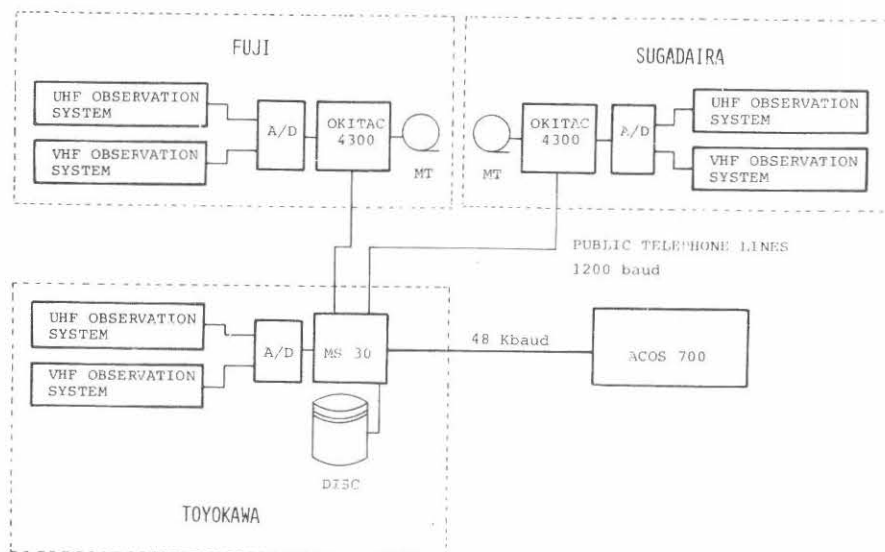 FUJI
UHF OBSERVATION
SYSTEM
VHF OBSERVATION
SYSTEM
A/D
OKITAC
4300
MT
SUGADAIRA
MT
OKITAC
4300
A/D
UHF OBSERVATION
SYSTEM
VHF OBSERVATION
SYSTEM
PUBLIC TELEPHONE LINES
1200 baud
UHF OBSERVATION
SYSTEM
VHF OBSERVATION
SYSTEM
A/D
MS 30
48 Kbaud
ACOS 700
DISC
TOYOKAWA